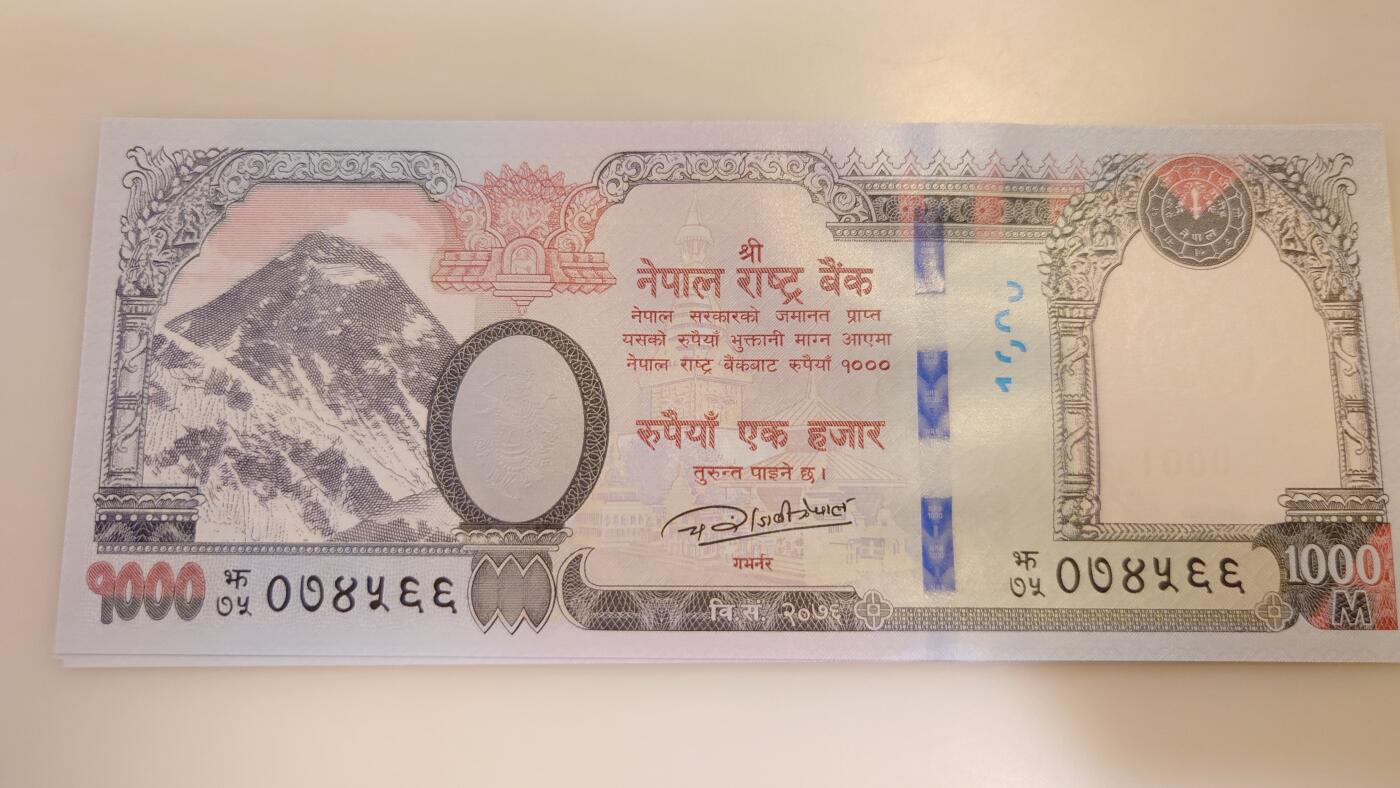 श्री
नेपाल राष्ट्र बैंक
नेपाल सरकारको जमानत प्राप्त
यसको रुपैयाँ भुक्तानी माग्न आएमा
नेपाल राष्ट्र बैंकबाट रुपैयाँ १०००
रुपैयाँ एक हजार
तुरुन्त पाइने छ।
गभर्नर
वि.सं. २०७६
१०००
झ
७५ ०७४५६६
झ
७५ ०७४५६६
1000
M